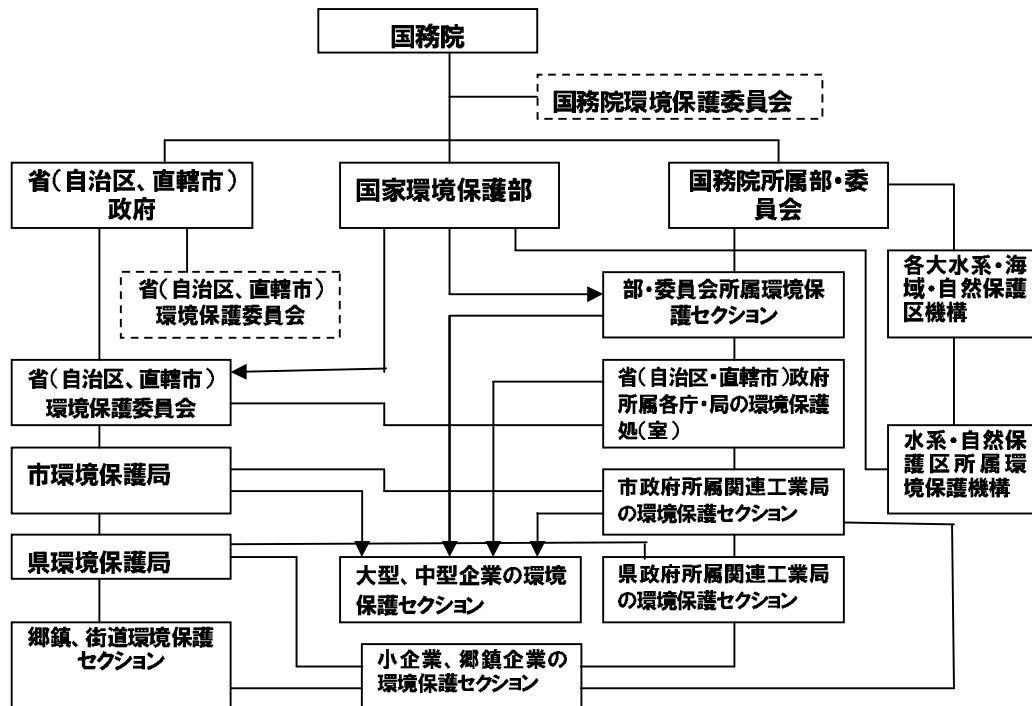 国務院
国務院環境保護委員会
省(自治区、直轄市)
政府
国家環境保護部
国務院所属部・委
員会
省(自治区、直轄市)
環境保護委員会
部・委員会所属環境保
護セクション
各大水系・海
域・自然保護
区機構
省(自治区、直轄市)
環境保護委員会
省(自治区・直轄市)政府
所属各庁・局の環境保護
処(室)
水系・自然保
護区所属環
境保護機構
市環境保護局
市政府所属関連工業局
の環境保護セクション
県環境保護局
大型、中型企業の環境
保護セクション
県政府所属関連工業局
の環境保護セクション
郷鎮、街道環境保護
セクション
小企業、郷鎮企業の
環境保護セクション